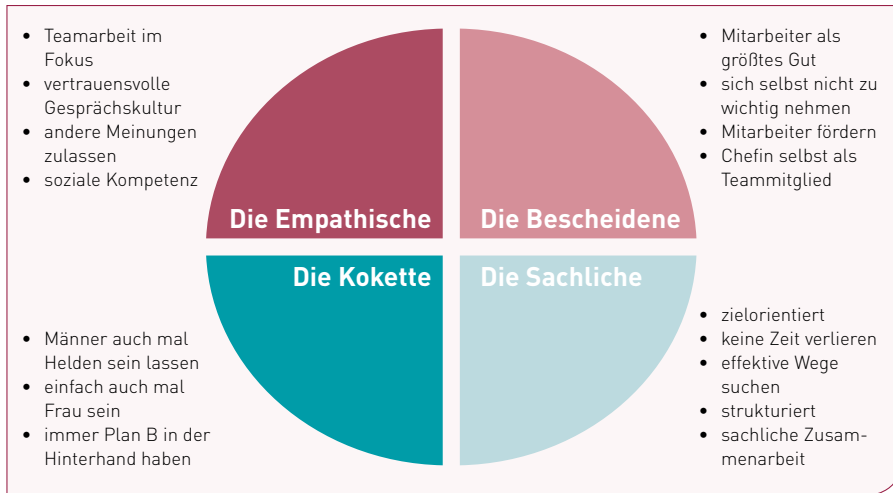 • Teamarbeit im
Fokus
• vertrauensvolle
Gesprächskultur
• andere Meinungen
zulassen
• soziale Kompetenz
• Mitarbeiter als
größtes Gut
• sich selbst nicht zu
wichtig nehmen
• Mitarbeiter fördern
• Chefin selbst als
Teammitglied
Die Empathische
Die Bescheidene
Die Kokette
Die Sachliche
• Männer auch mal
Helden sein lassen
• einfach auch mal
Frau sein
• immer Plan B in der
Hinterhand haben
• zielorientiert
• keine Zeit verlieren
• effektive Wege
suchen
• strukturiert
• sachliche Zusam-
menarbeit